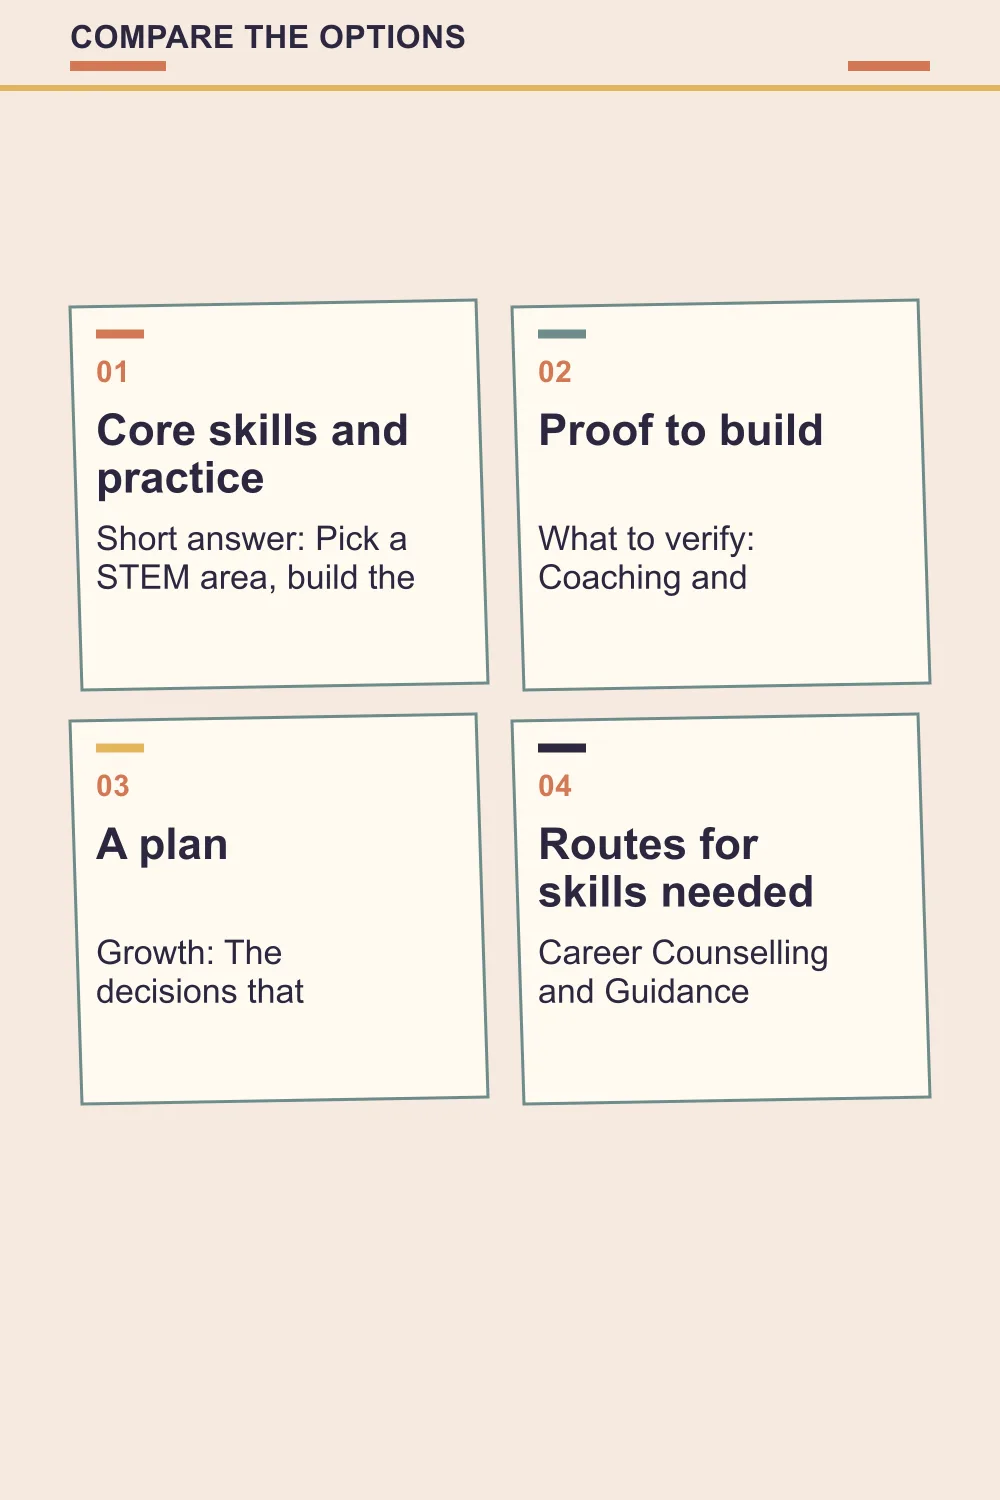 COMPARE THE OPTIONS
01
Core skills and
practice
Short answer: Pick a
STEM area, build the
02
Proof to build
What to verify:
Coaching and
03
A plan
Growth: The
decisions that
04
Routes for
skills needed
Career Counselling
and Guidance